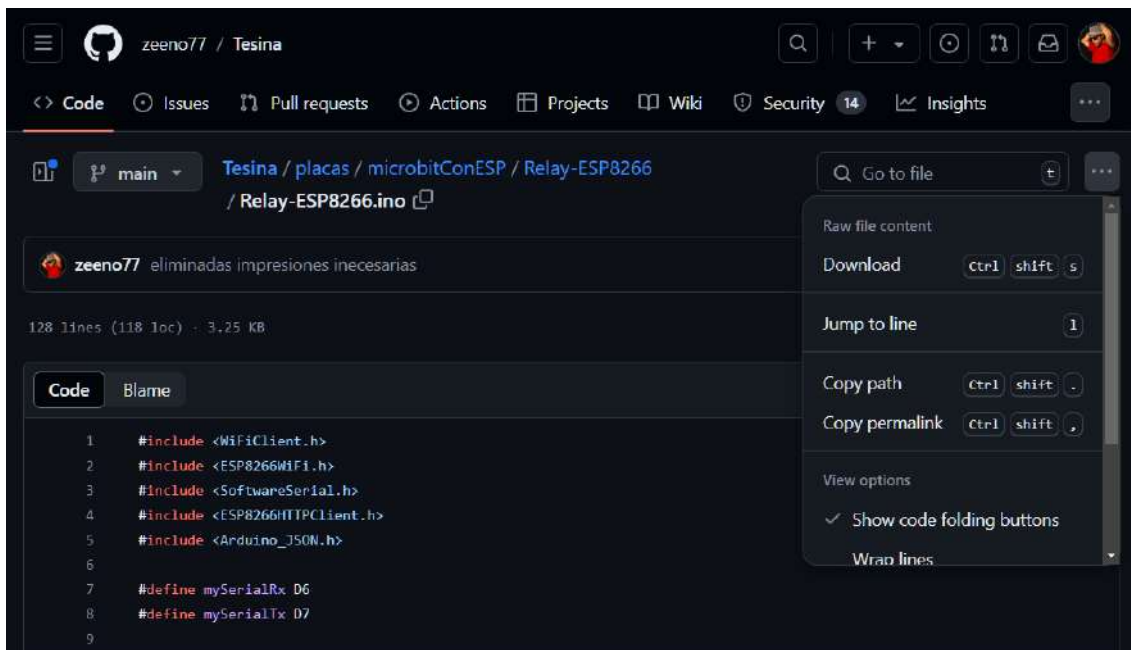 zeeno77 / Tesina
<> Code Issues Pull requests Actions Projects Wiki Security 14 Insights ...
main
Tesina / placas / microbitConESP / Relay-ESP8266
/ Relay-ESP8266.ino
Go to file t ...
zeeno77 eliminadas impresiones inecesarias
128 lines (118 loc) · 3.25 KB
Code Blame
1 #include <WiFiClient.h>
2 #include <ESP8266WiFi.h>
3 #include <SoftwareSerial.h>
4 #include <ESP8266HTTPClient.h>
5 #include <Arduino_JSON.h>
6
7 #define mySerialRx D6
8 #define mySerialTx D7
9
Raw file content
Download Ctrl shift s
Jump to line l
Copy path Ctrl shift .
Copy permalink Ctrl shift ,
View options
✓ Show code folding buttons
Wrap lines